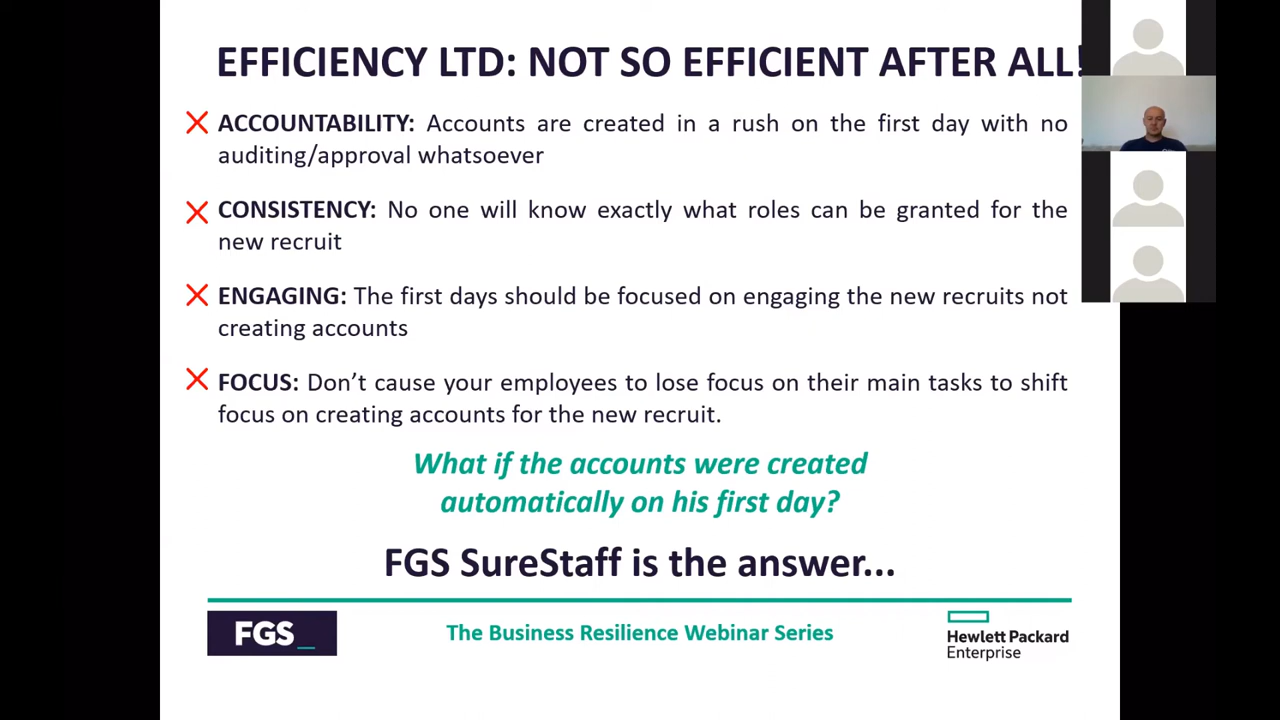 EFFICIENCY LTD: NOT SO EFFICIENT AFTER ALL!
ACCOUNTABILITY: Accounts are created in a rush on the first day with no
auditing/approval whatsoever
CONSISTENCY: No one will know exactly what roles can be granted for the
new recruit
ENGAGING: The first days should be focused on engaging the new recruits not
creating accounts
FOCUS: Don’t cause your employees to lose focus on their main tasks to shift
focus on creating accounts for the new recruit.
What if the accounts were created
automatically on his first day?
FGS SureStaff is the answer...
FGS_
The Business Resilience Webinar Series
Hewlett Packard
Enterprise